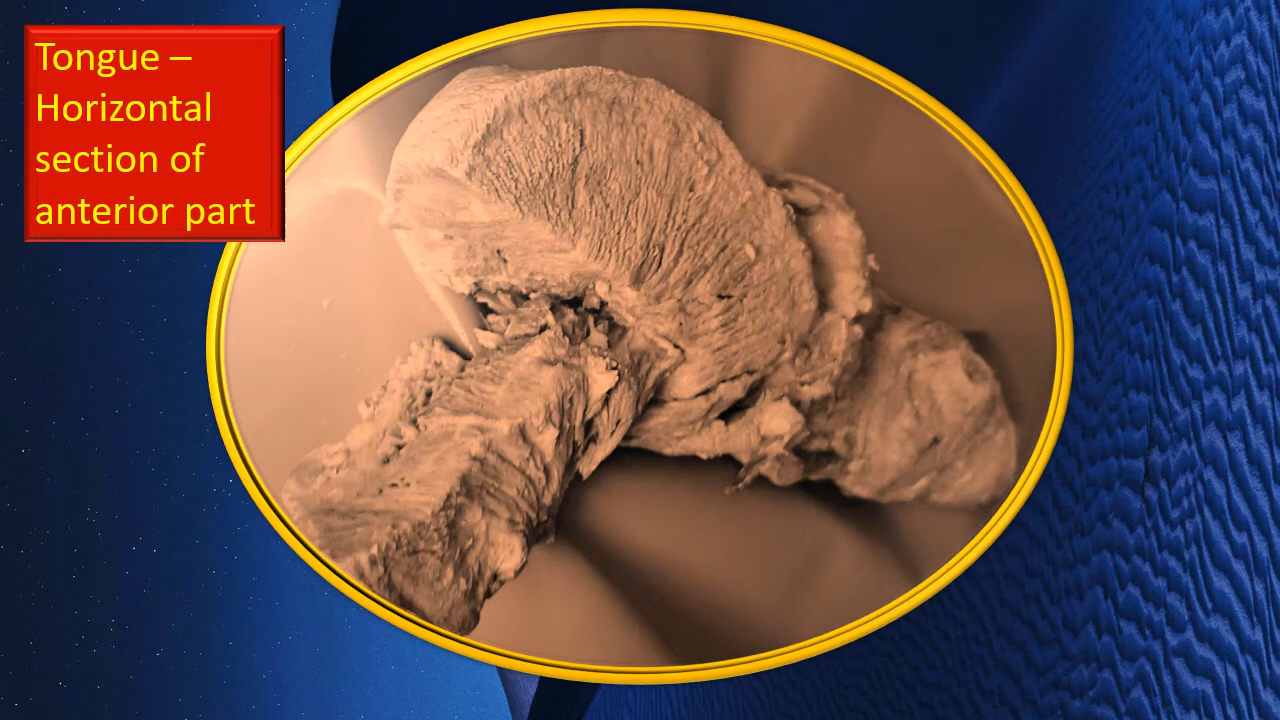 Tongue –
Horizontal
section of
anterior part